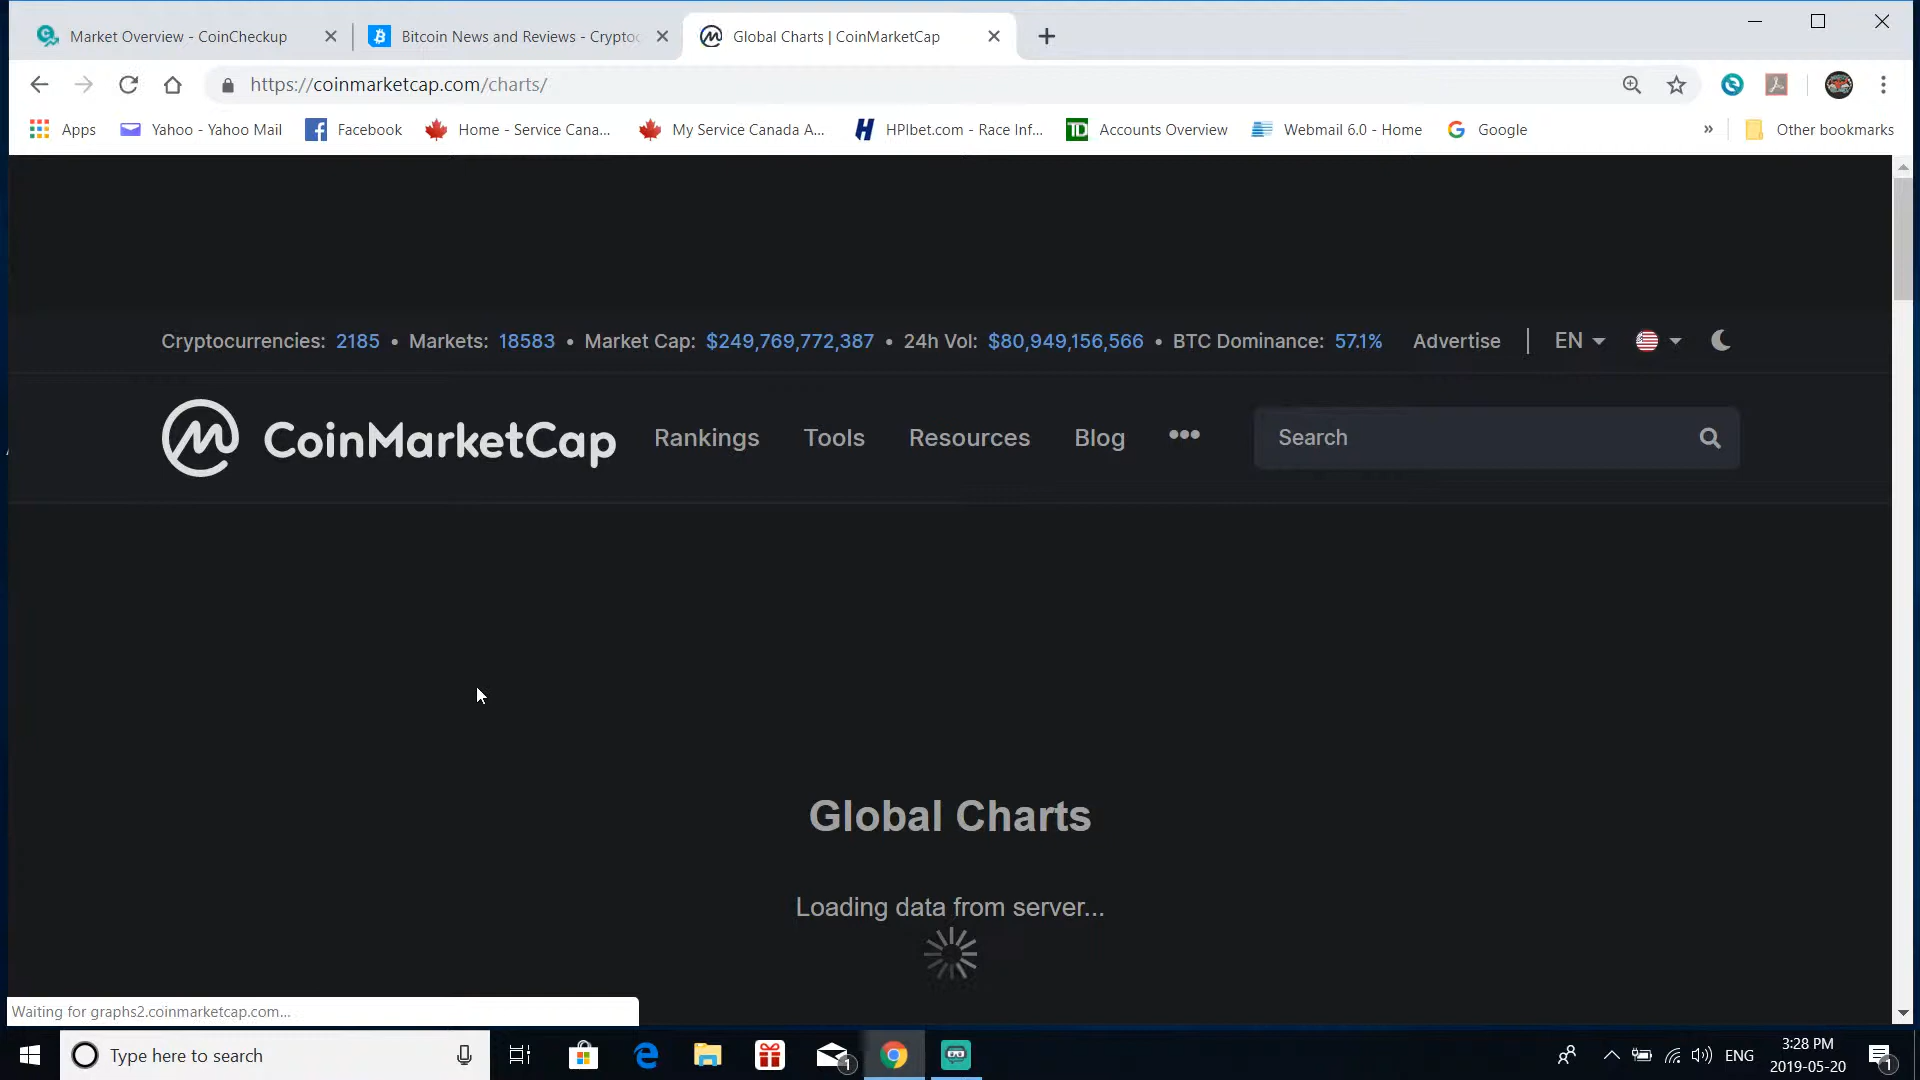 Market Overview - CoinCheckup
Bitcoin News and Reviews - Cryptoc
Global Charts | CoinMarketCap
https://coinmarketcap.com/charts/
Apps
Yahoo - Yahoo Mail
Facebook
Home - Service Cana...
My Service Canada A...
HPIbet.com - Race Inf...
TD
Accounts Overview
Webmail 6.0 - Home
Google
»
Other bookmarks
Cryptocurrencies: 2185 • Markets: 18583 • Market Cap: $249,769,772,387 • 24h Vol: $80,949,156,566 • BTC Dominance: 57.1% Advertise | EN
CoinMarketCap
Rankings
Tools
Resources
Blog
•••
Search
Global Charts
Loading data from server...
Waiting for graphs2.coinmarketcap.com...
Type here to search
1
ENG
3:28 PM
2019-05-20
1